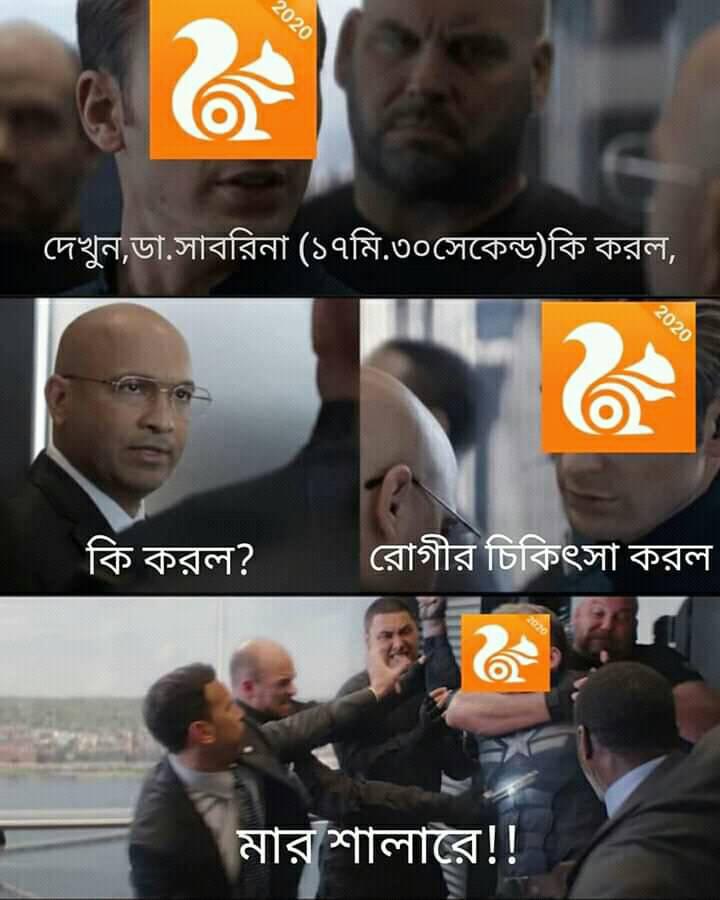 2020
দেখুন,ডা.সাবরিনা (১৭মি.৩০সেকেন্ড)কি করল,
2020
কি করল?
রোগীর চিকিৎসা করল
2020
মার শালারে!!